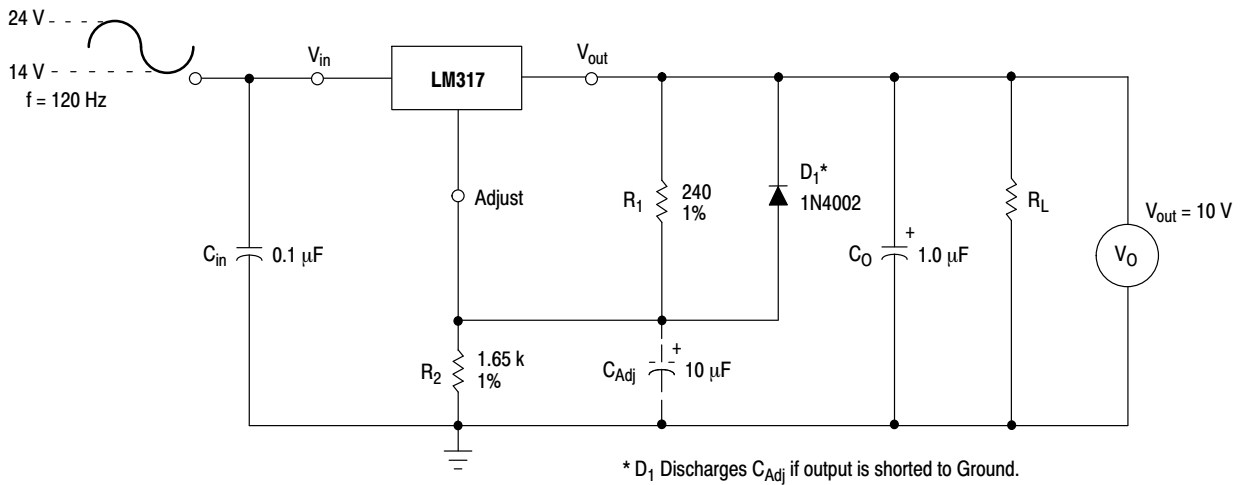 24 V
14 V
f = 120 Hz
V_in
LM317
V_out
Adjust
C_in
0.1 μF
R_1
240
1%
D_1*
1N4002
C_O
+
1.0 μF
R_L
V_out = 10 V
V_O
R_2
1.65 k
1%
C_Adj
+
10 μF
* D_1 Discharges C_Adj if output is shorted to Ground.